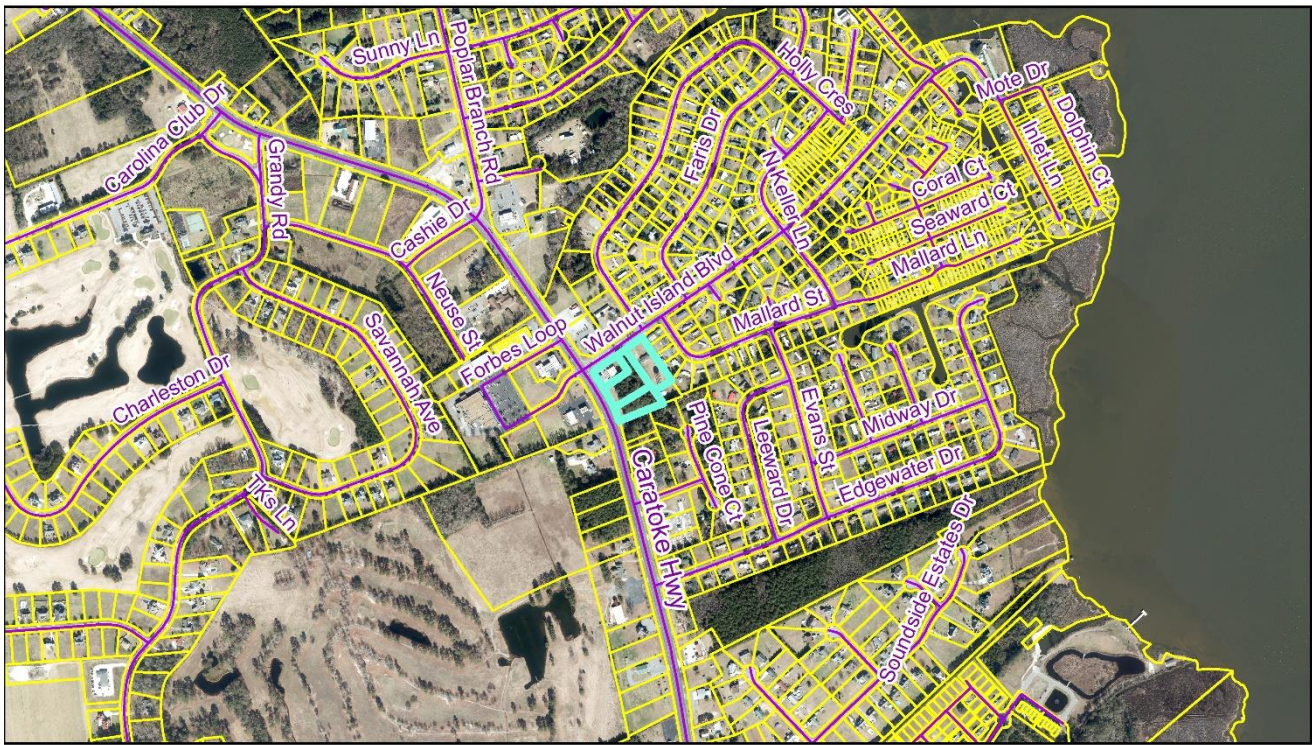 Sunny Ln
Poplar Branch Rd
Holly Cres
Mote Dr
Dolphin Ct
Inlet Ln
Carolina Club Dr
Grandy Rd
Faris Dr
N Keller Ln
Coral Ct
Seaward Ct
Mallard Ln
Cashie Dr
Neuse St
Walnut Island Blvd
Mallard St
Forbes Loop
Savannah Ave
Charleston Dr
Pine Cone Ct
Leeward Dr
Evans St
Midway Dr
Edgewater Dr
TKs Ln
Caratoke Hwy
Soundside Estates Dr